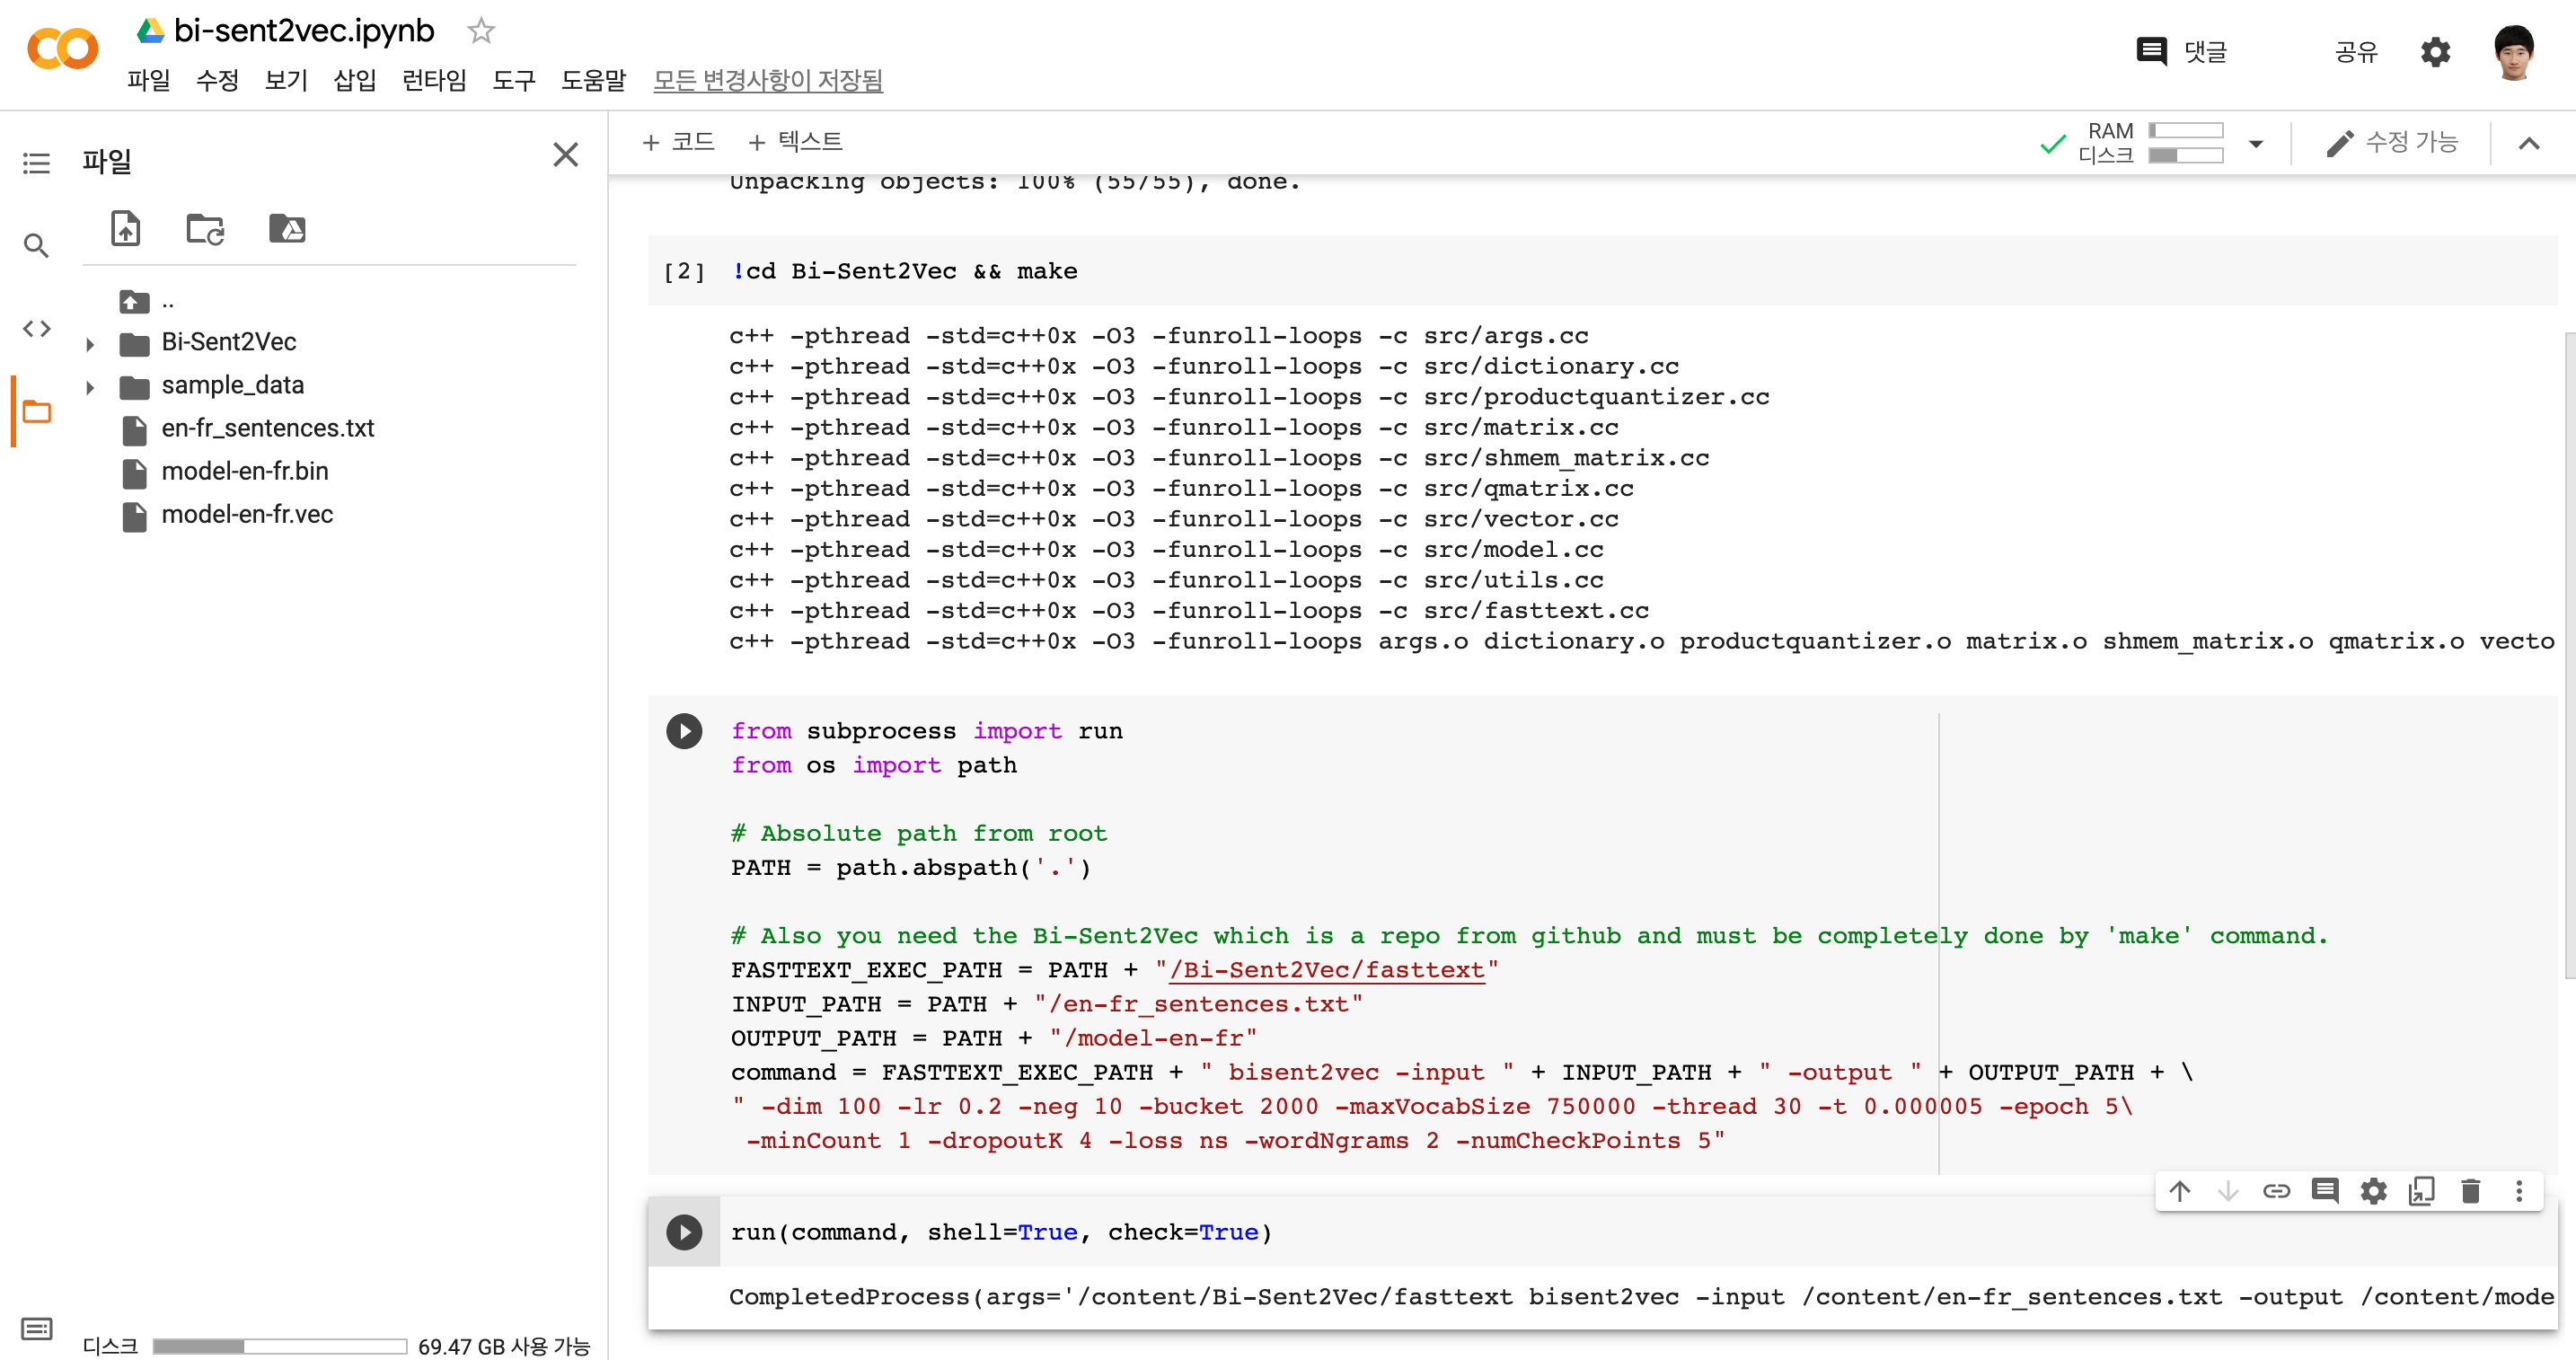 bi-sent2vec.ipynb
파일 수정 보기 삽입 런타임 도구 도움말 모든 변경사항이 저장됨
댓글 공유
파일
..
Bi-Sent2Vec
sample_data
en-fr_sentences.txt
model-en-fr.bin
model-en-fr.vec
디스크 69.47 GB 사용 가능
+ 코드 + 텍스트
RAM
디스크
수정 가능
Unpacking objects: 100% (55/55), done.
[2] !cd Bi-Sent2Vec && make
c++ -pthread -std=c++0x -O3 -funroll-loops -c src/args.cc
c++ -pthread -std=c++0x -O3 -funroll-loops -c src/dictionary.cc
c++ -pthread -std=c++0x -O3 -funroll-loops -c src/productquantizer.cc
c++ -pthread -std=c++0x -O3 -funroll-loops -c src/matrix.cc
c++ -pthread -std=c++0x -O3 -funroll-loops -c src/shmem_matrix.cc
c++ -pthread -std=c++0x -O3 -funroll-loops -c src/qmatrix.cc
c++ -pthread -std=c++0x -O3 -funroll-loops -c src/vector.cc
c++ -pthread -std=c++0x -O3 -funroll-loops -c src/model.cc
c++ -pthread -std=c++0x -O3 -funroll-loops -c src/utils.cc
c++ -pthread -std=c++0x -O3 -funroll-loops -c src/fasttext.cc
c++ -pthread -std=c++0x -O3 -funroll-loops args.o dictionary.o productquantizer.o matrix.o shmem_matrix.o qmatrix.o vecto
from subprocess import run
from os import path
# Absolute path from root
PATH = path.abspath('.')
# Also you need the Bi-Sent2Vec which is a repo from github and must be completely done by 'make' command.
FASTTEXT_EXEC_PATH = PATH + "/Bi-Sent2Vec/fasttext"
INPUT_PATH = PATH + "/en-fr_sentences.txt"
OUTPUT_PATH = PATH + "/model-en-fr"
command = FASTTEXT_EXEC_PATH + " bisent2vec -input " + INPUT_PATH + " -output " + OUTPUT_PATH + \
" -dim 100 -lr 0.2 -neg 10 -bucket 2000 -maxVocabSize 750000 -thread 30 -t 0.000005 -epoch 5\
-minCount 1 -dropoutK 4 -loss ns -wordNgrams 2 -numCheckPoints 5"
run(command, shell=True, check=True)
CompletedProcess(args='/content/Bi-Sent2Vec/fasttext bisent2vec -input /content/en-fr_sentences.txt -output /content/mode